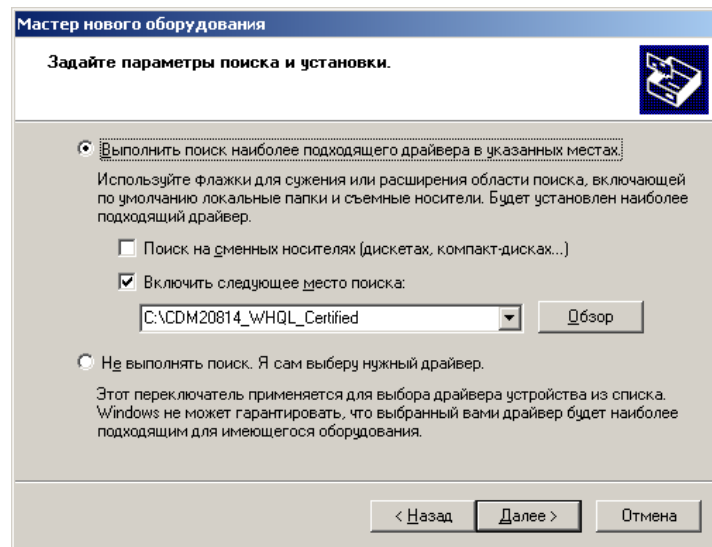 Мастер нового оборудования
Задайте параметры поиска и установки.
Выполнить поиск наиболее подходящего драйвера в указанных местах.
Используйте флажки для сужения или расширения области поиска, включающей
по умолчанию локальные папки и съемные носители. Будет установлен наиболее
подходящий драйвер.
Поиск на сменных носителях (дискетах, компакт-дисках...)
Включить следующее место поиска:
C:\CDM20814_WHQL_Certified
Обзор
Не выполнять поиск. Я сам выберу нужный драйвер.
Этот переключатель применяется для выбора драйвера устройства из списка.
Windows не может гарантировать, что выбранный вами драйвер будет наиболее
подходящим для имеющегося оборудования.
< Назад Далее > Отмена